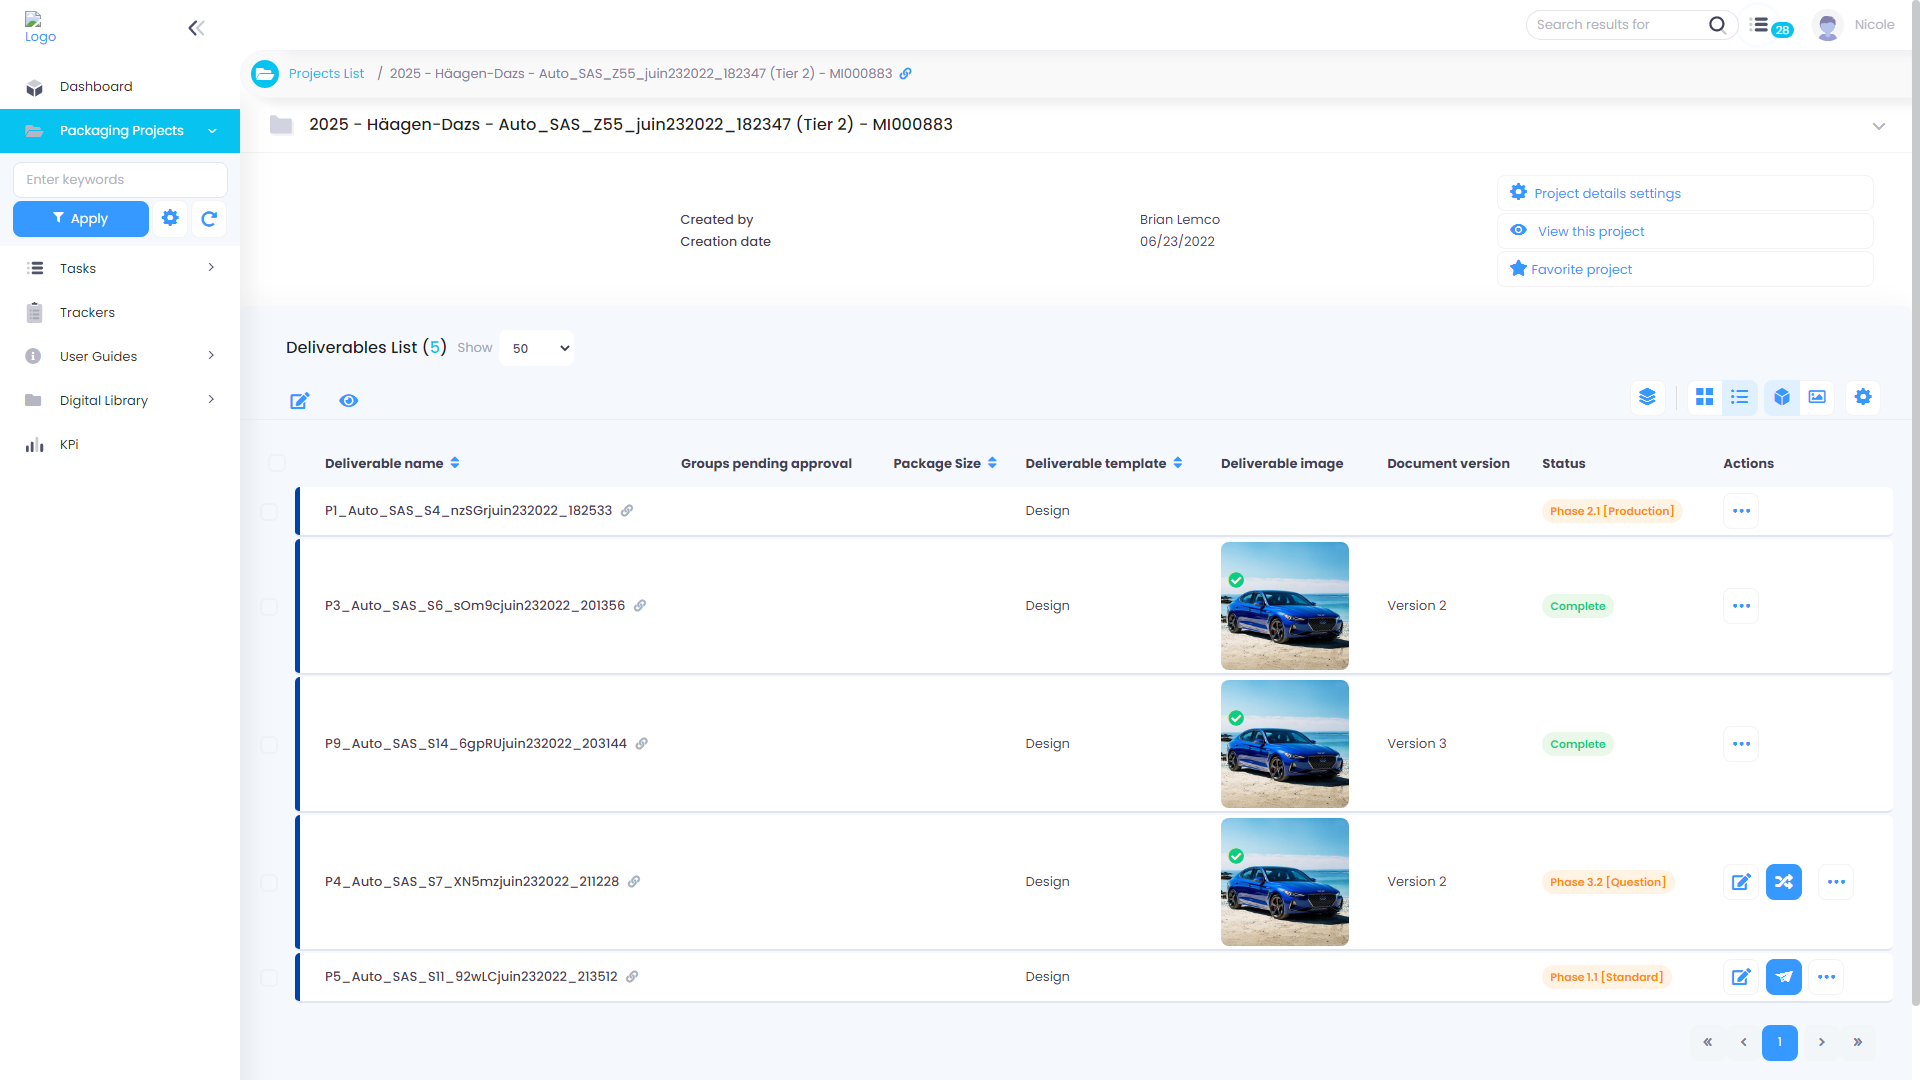 Logo
Search results for
28
Nicole
Projects List / 2025 - Häagen-Dazs - Auto_SAS_Z55_juin232022_182347 (Tier 2) - MI000883
Dashboard
Packaging Projects
2025 - Häagen-Dazs - Auto_SAS_Z55_juin232022_182347 (Tier 2) - MI000883
Enter keywords
Apply
Tasks
Trackers
User Guides
Digital Library
KPi
Created by Brian Lemco
Creation date 06/23/2022
Project details settings
View this project
Favorite project
Deliverables List (5) Show 50
Deliverable name Groups pending approval Package Size Deliverable template Deliverable image Document version Status Actions
P1_Auto_SAS_S4_nzSGrjuin232022_182533 Design Phase 2.1 [Production]
P3_Auto_SAS_S6_sOm9cjuin232022_201356 Design Version 2 Complete
P9_Auto_SAS_S14_6gpRUjuin232022_203144 Design Version 3 Complete
P4_Auto_SAS_S7_XN5mzjuin232022_211228 Design Version 2 Phase 3.2 [Question]
P5_Auto_SAS_S11_92wLCjuin232022_213512 Design Phase 1.1 [Standard]
« ‹ 1 › »